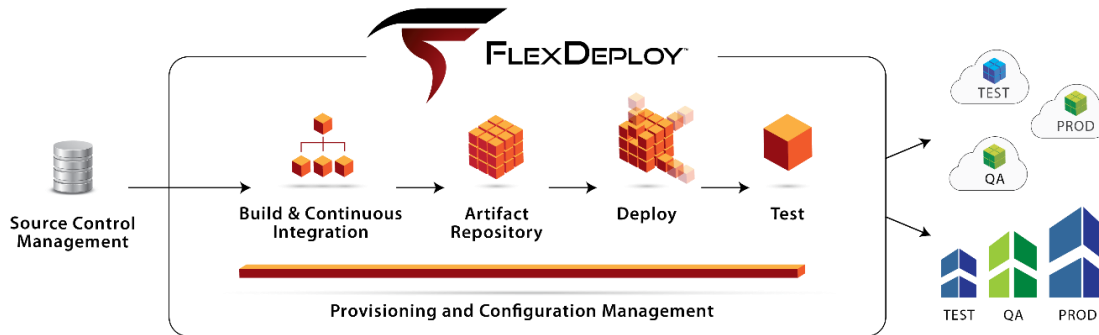 FLEXDEPLOY™
Source Control
Management
Build & Continuous
Integration
Artifact
Repository
Deploy
Test
Provisioning and Configuration Management
TEST
PROD
QA
TEST
QA
PROD